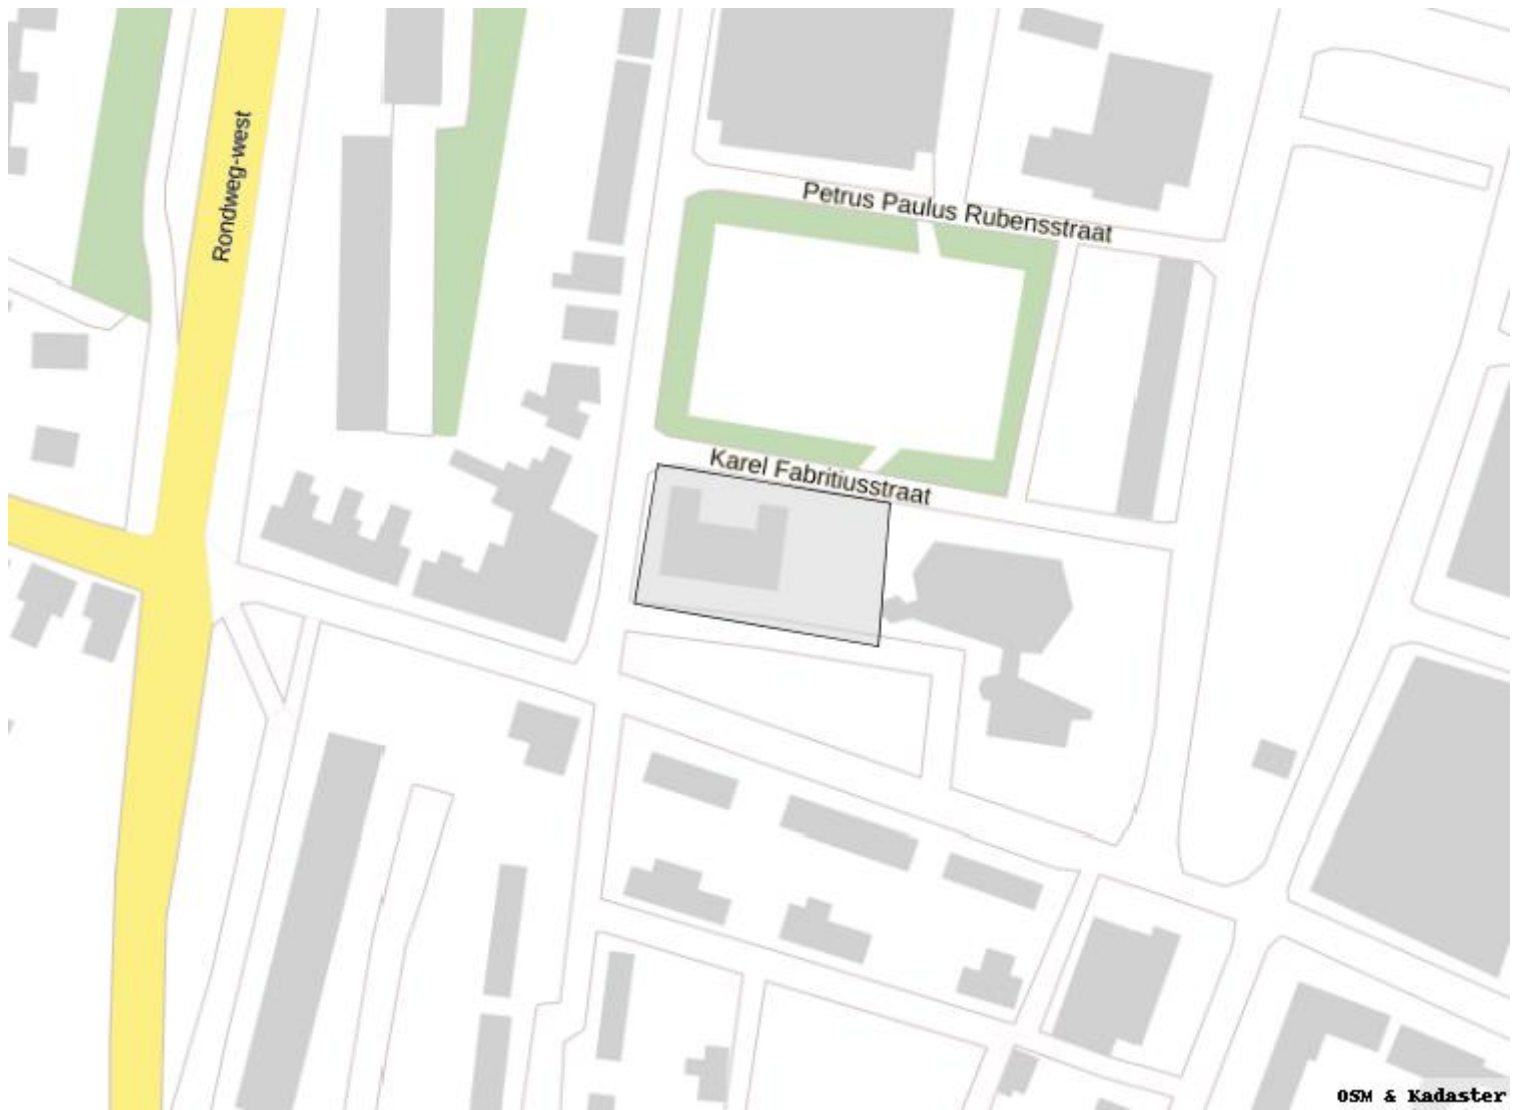 Rondweg-west
Petrus Paulus Rubensstraat
Karel Fabritiusstraat
OSM & Kadaster